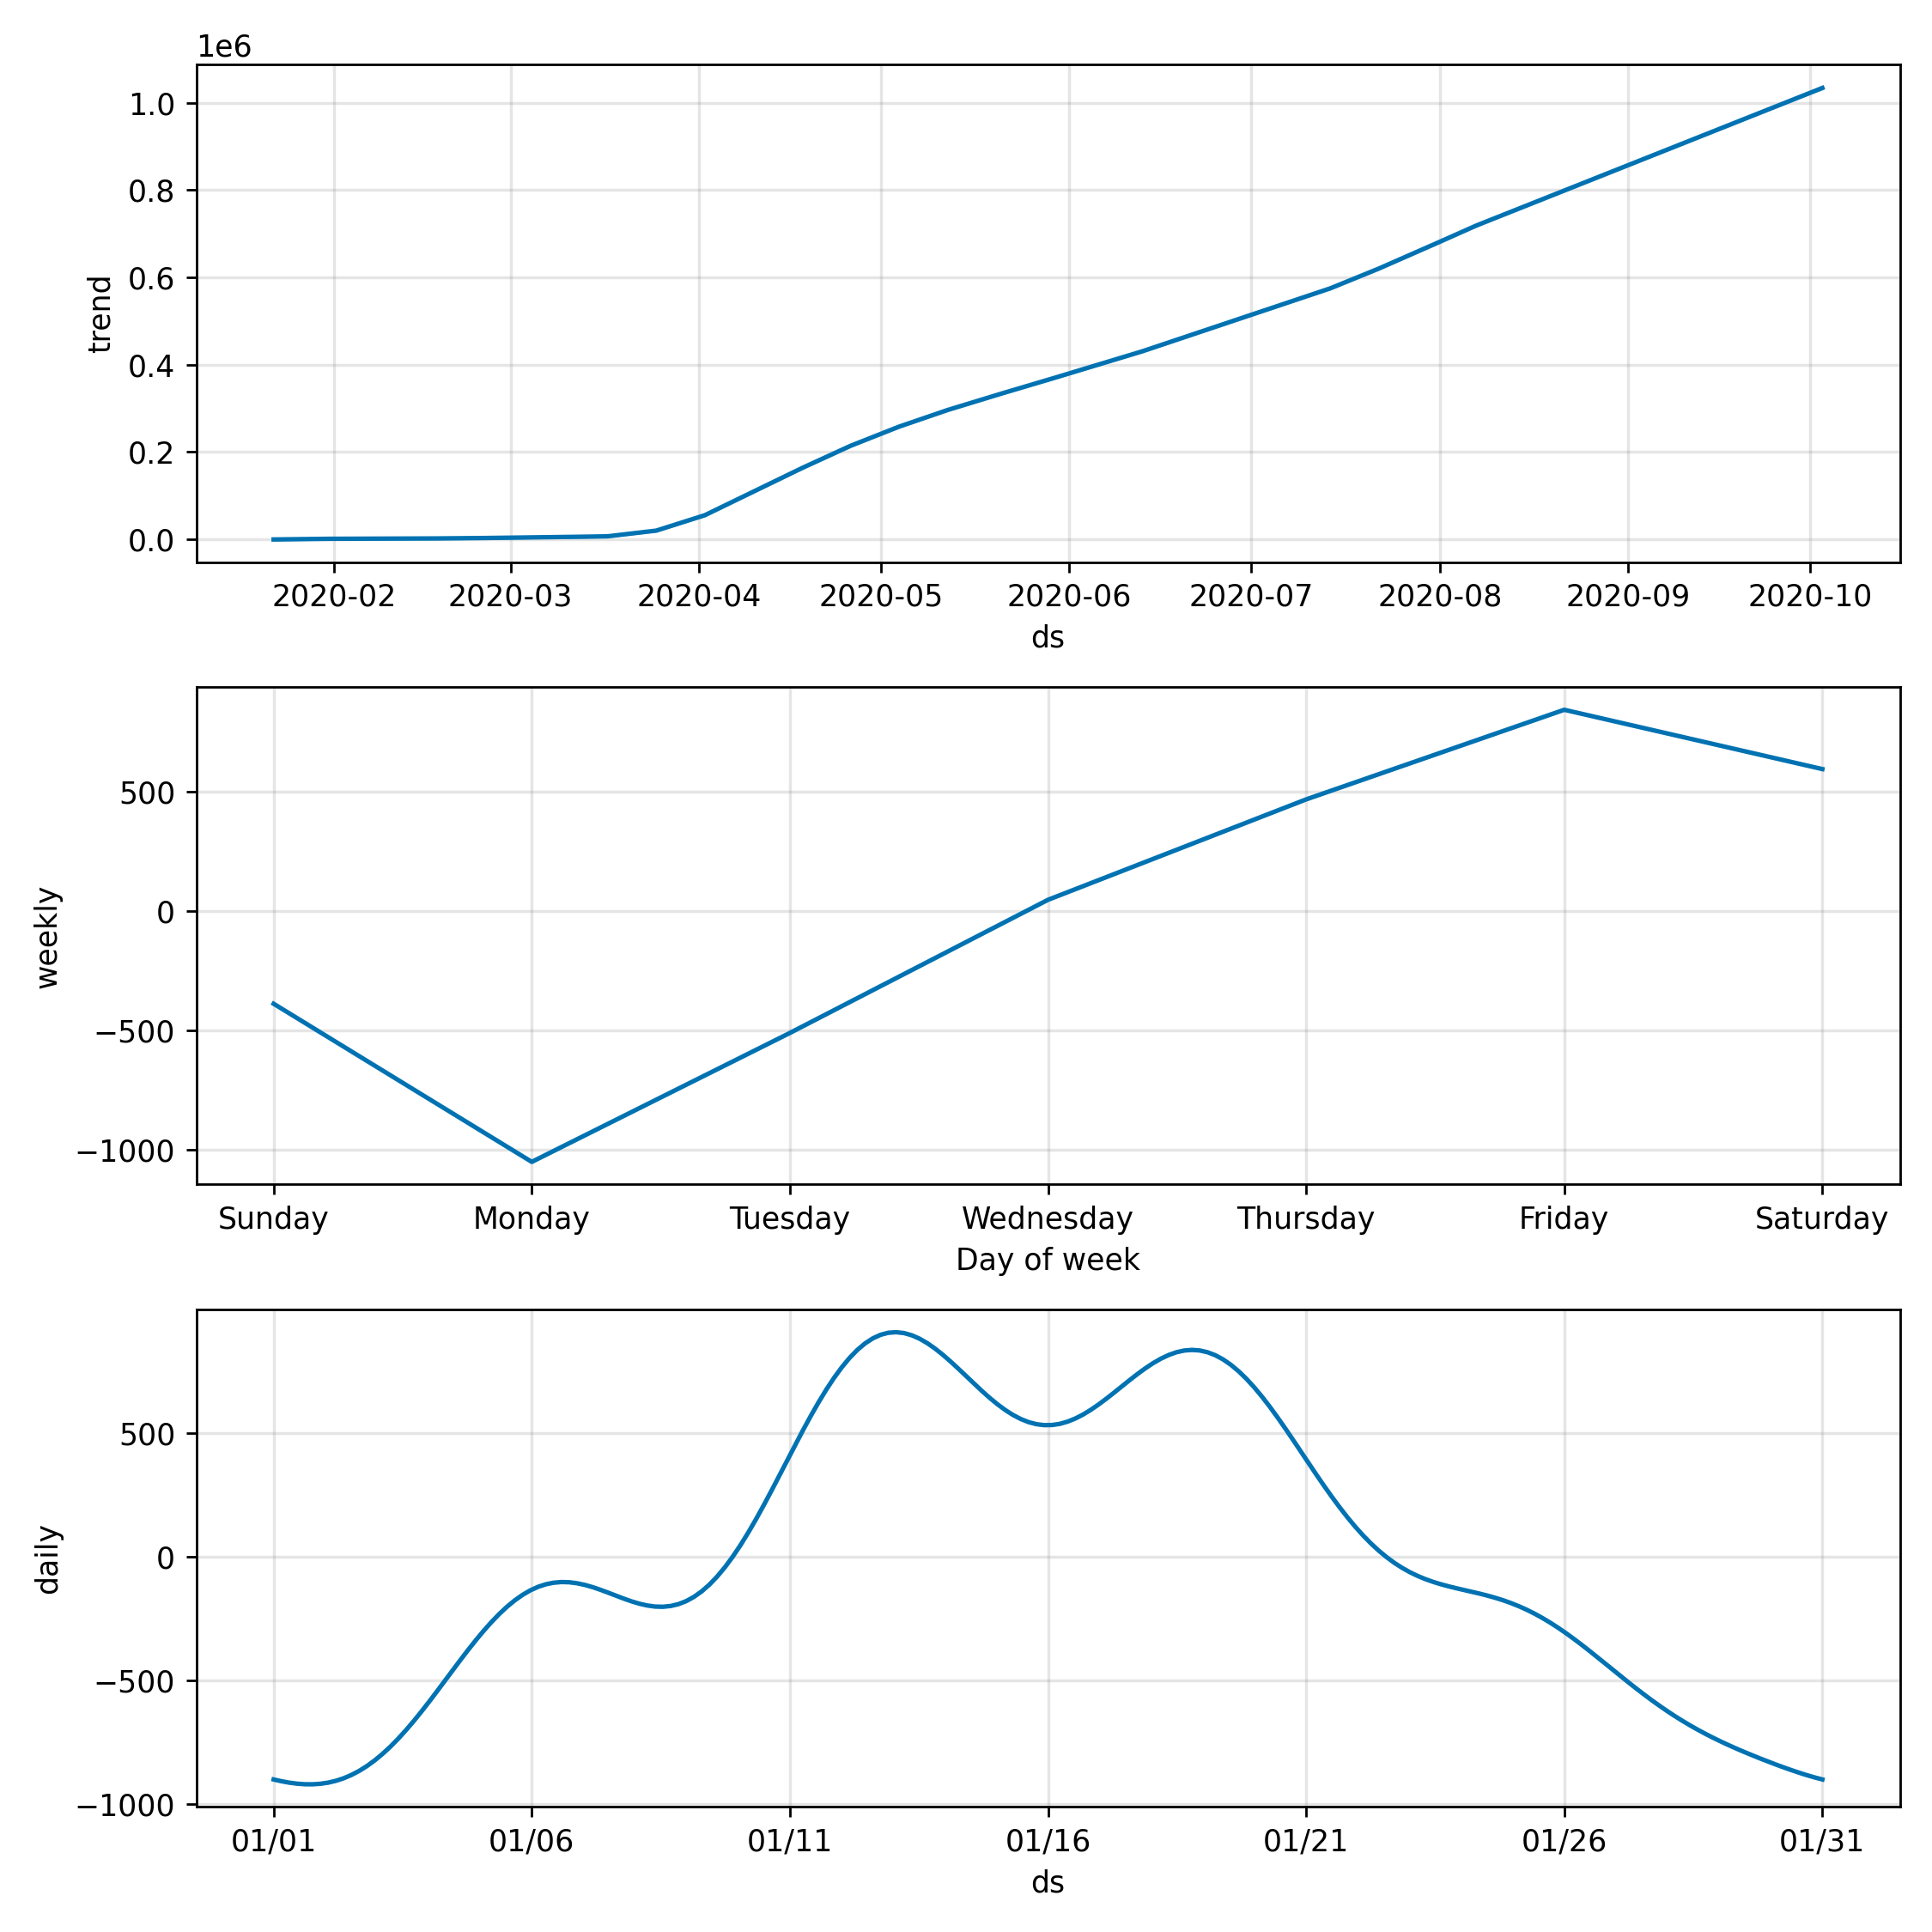 1e6
1.0
0.8
0.6
0.4
0.2
0.0
trend
2020-02 2020-03 2020-04 2020-05 2020-06 2020-07 2020-08 2020-09 2020-10
ds
500
0
−500
−1000
weekly
Sunday Monday Tuesday Wednesday Thursday Friday Saturday
Day of week
500
0
−500
−1000
daily
01/01 01/06 01/11 01/16 01/21 01/26 01/31
ds